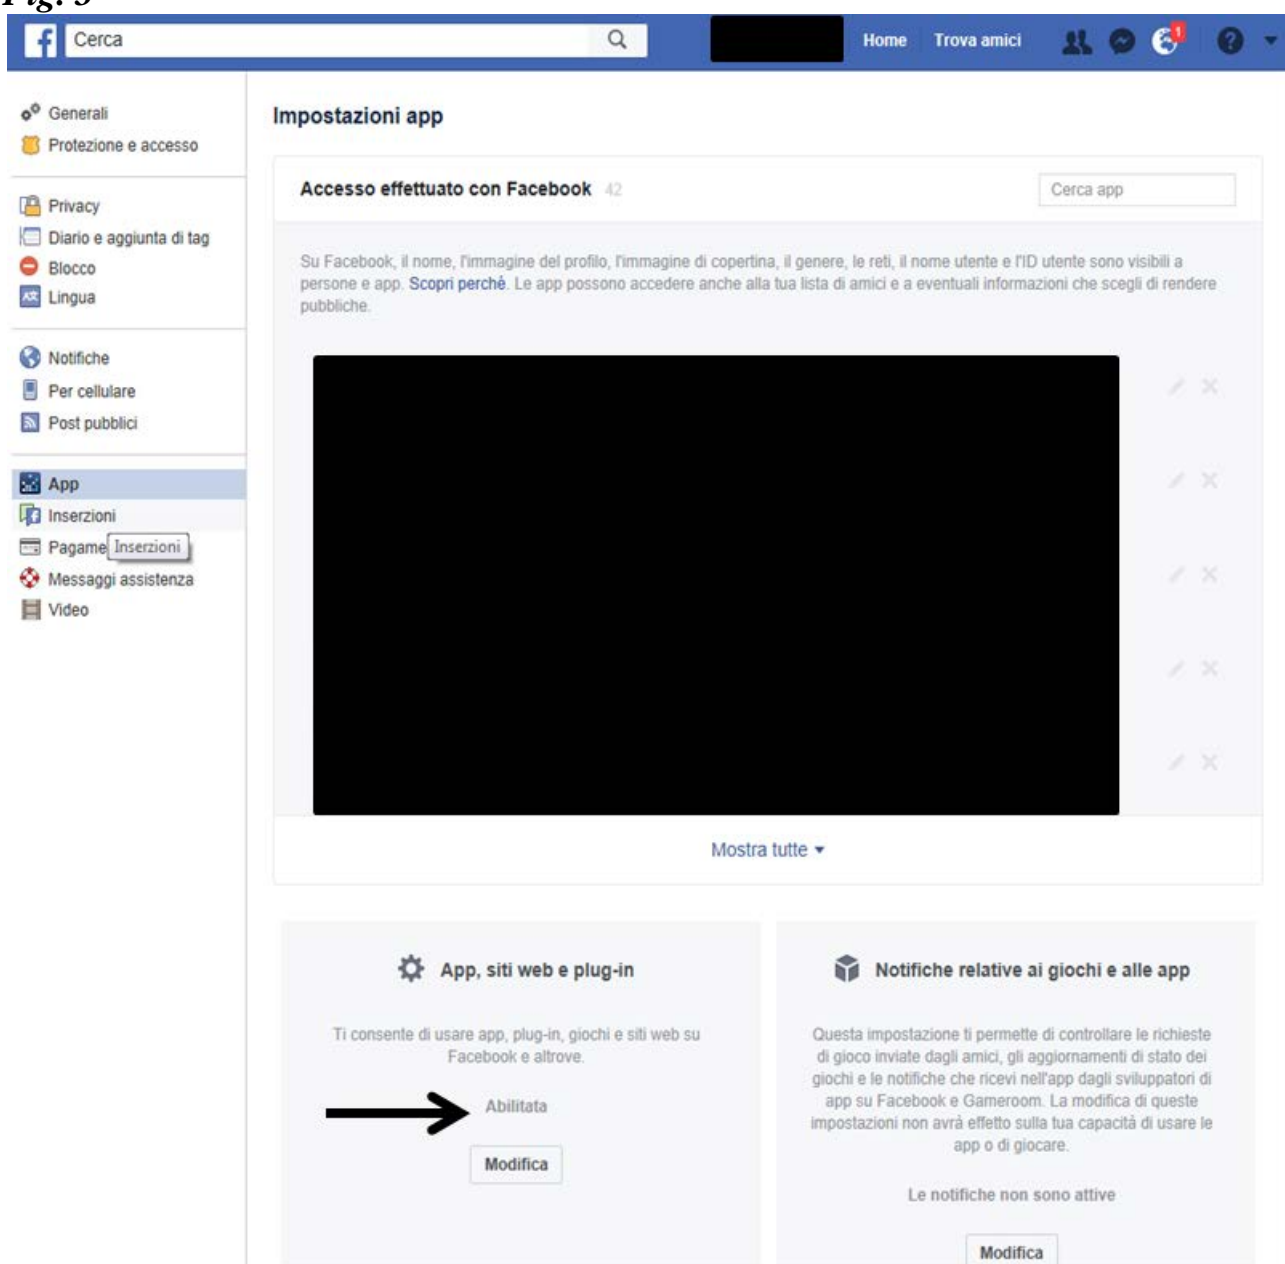 Cerca
Home Trova amici
1
Generali
Protezione e accesso
Privacy
Diario e aggiunta di tag
Blocco
Lingua
Notifiche
Per cellulare
Post pubblici
App
Inserzioni
Pagame Inserzioni
Messaggi assistenza
Video
Impostazioni app
Accesso effettuato con Facebook 42
Cerca app
Su Facebook, il nome, l'immagine del profilo, l'immagine di copertina, il genere, le reti, il nome utente e l'ID utente sono visibili a
persone e app. Scopri perché. Le app possono accedere anche alla tua lista di amici e a eventuali informazioni che scegli di rendere
pubbliche.
Mostra tutte
App, siti web e plug-in
Ti consente di usare app, plug-in, giochi e siti web su
Facebook e altrove.
Abilitata
Modifica
Notifiche relative ai giochi e alle app
Questa impostazione ti permette di controllare le richieste
di gioco inviate dagli amici, gli aggiornamenti di stato dei
giochi e le notifiche che ricevi nell'app dagli sviluppatori di
app su Facebook e Gameroom. La modifica di queste
impostazioni non avrà effetto sulla tua capacità di usare le
app o di giocare.
Le notifiche non sono attive
Modifica